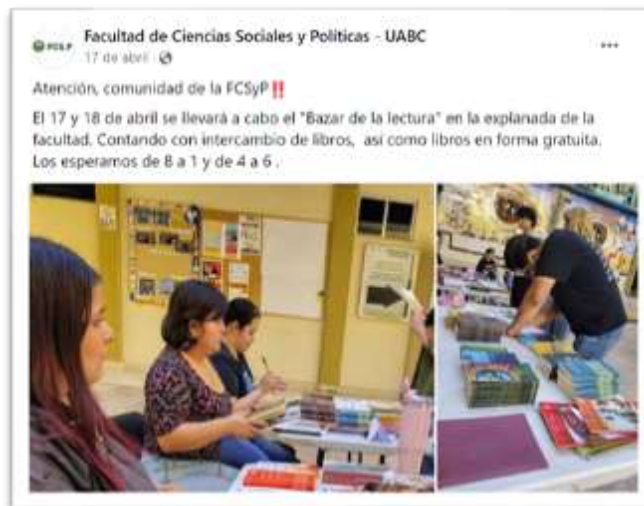 FCSyP
Facultad de Ciencias Sociales y Políticas - UABC
17 de abril
Atención, comunidad de la FCSyP‼️
El 17 y 18 de abril se llevará a cabo el "Bazar de la lectura" en la explanada de la
facultad. Contando con intercambio de libros, así como libros en forma gratuita.
Los esperamos de 8 a 1 y de 4 a 6 .